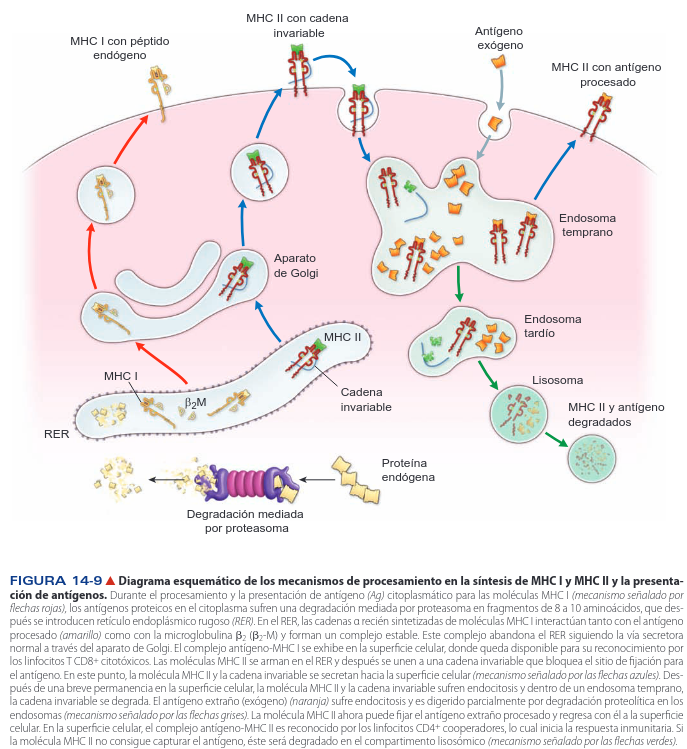 MHC II con cadena
invariable
MHC I con péptido
endógeno
Antígeno
exógeno
MHC II con antígeno
procesado
Endosoma
temprano
Aparato
de Golgi
Endosoma
tardío
MHC II
MHC I
β₂M
Cadena
invariable
Lisosoma
MHC II y antígeno
degradados
RER
Proteína
endógena
Degradación mediada
por proteasoma
FIGURA 14-9 ▲ Diagrama esquemático de los mecanismos de procesamiento en la síntesis de MHC I y MHC II y la presenta-
ción de antígenos. Durante el procesamiento y la presentación de antígeno (Ag) citoplasmático para las moléculas MHC I (mecanismo señalado por
flechas rojas), los antígenos proteicos en el citoplasma sufren una degradación mediada por proteasoma en fragmentos de 8 a 10 aminoácidos, que des-
pués se introducen retículo endoplásmico rugoso (RER). En el RER, las cadenas α recién sintetizadas de moléculas MHC I interactúan tanto con el antígeno
procesado (amarillo) como con la microglobulina β₂ (β₂-M) y forman un complejo estable. Este complejo abandona el RER siguiendo la vía secretora
normal a través del aparato de Golgi. El complejo antígeno-MHC I se exhibe en la superficie celular, donde queda disponible para su reconocimiento por
los linfocitos T CD8+ citotóxicos. Las moléculas MHC II se arman en el RER y después se unen a una cadena invariable que bloquea el sitio de fijación para
el antígeno. En este punto, la molécula MHC II y la cadena invariable se secretan hacia la superficie celular (mecanismo señalado por las flechas azules). Des-
pués de una breve permanencia en la superficie celular, la molécula MHC II y la cadena invariable sufren endocitosis y dentro de un endosoma temprano,
la cadena invariable se degrada. El antígeno extraño (exógeno) (naranja) sufre endocitosis y es digerido parcialmente por degradación proteolítica en los
endosomas (mecanismo señalado por las flechas grises). La molécula MHC II ahora puede fijar el antígeno extraño procesado y regresa con él a la superficie
celular. En la superficie celular, el complejo antígeno-MHC II es reconocido por los linfocitos CD4+ cooperadores, lo cual inicia la respuesta inmunitaria. Si
la molécula MHC II no consigue capturar el antígeno, éste será degradado en el compartimento lisosómico (mecanismo señalado por las flechas verdes).